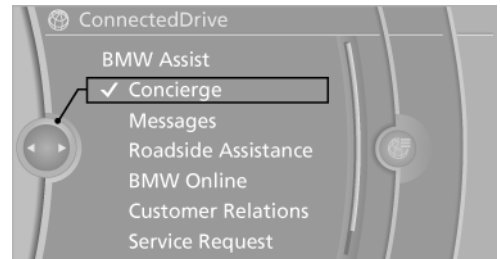 ConnectedDrive
BMW Assist
Concierge
Messages
Roadside Assistance
BMW Online
Customer Relations
Service Request